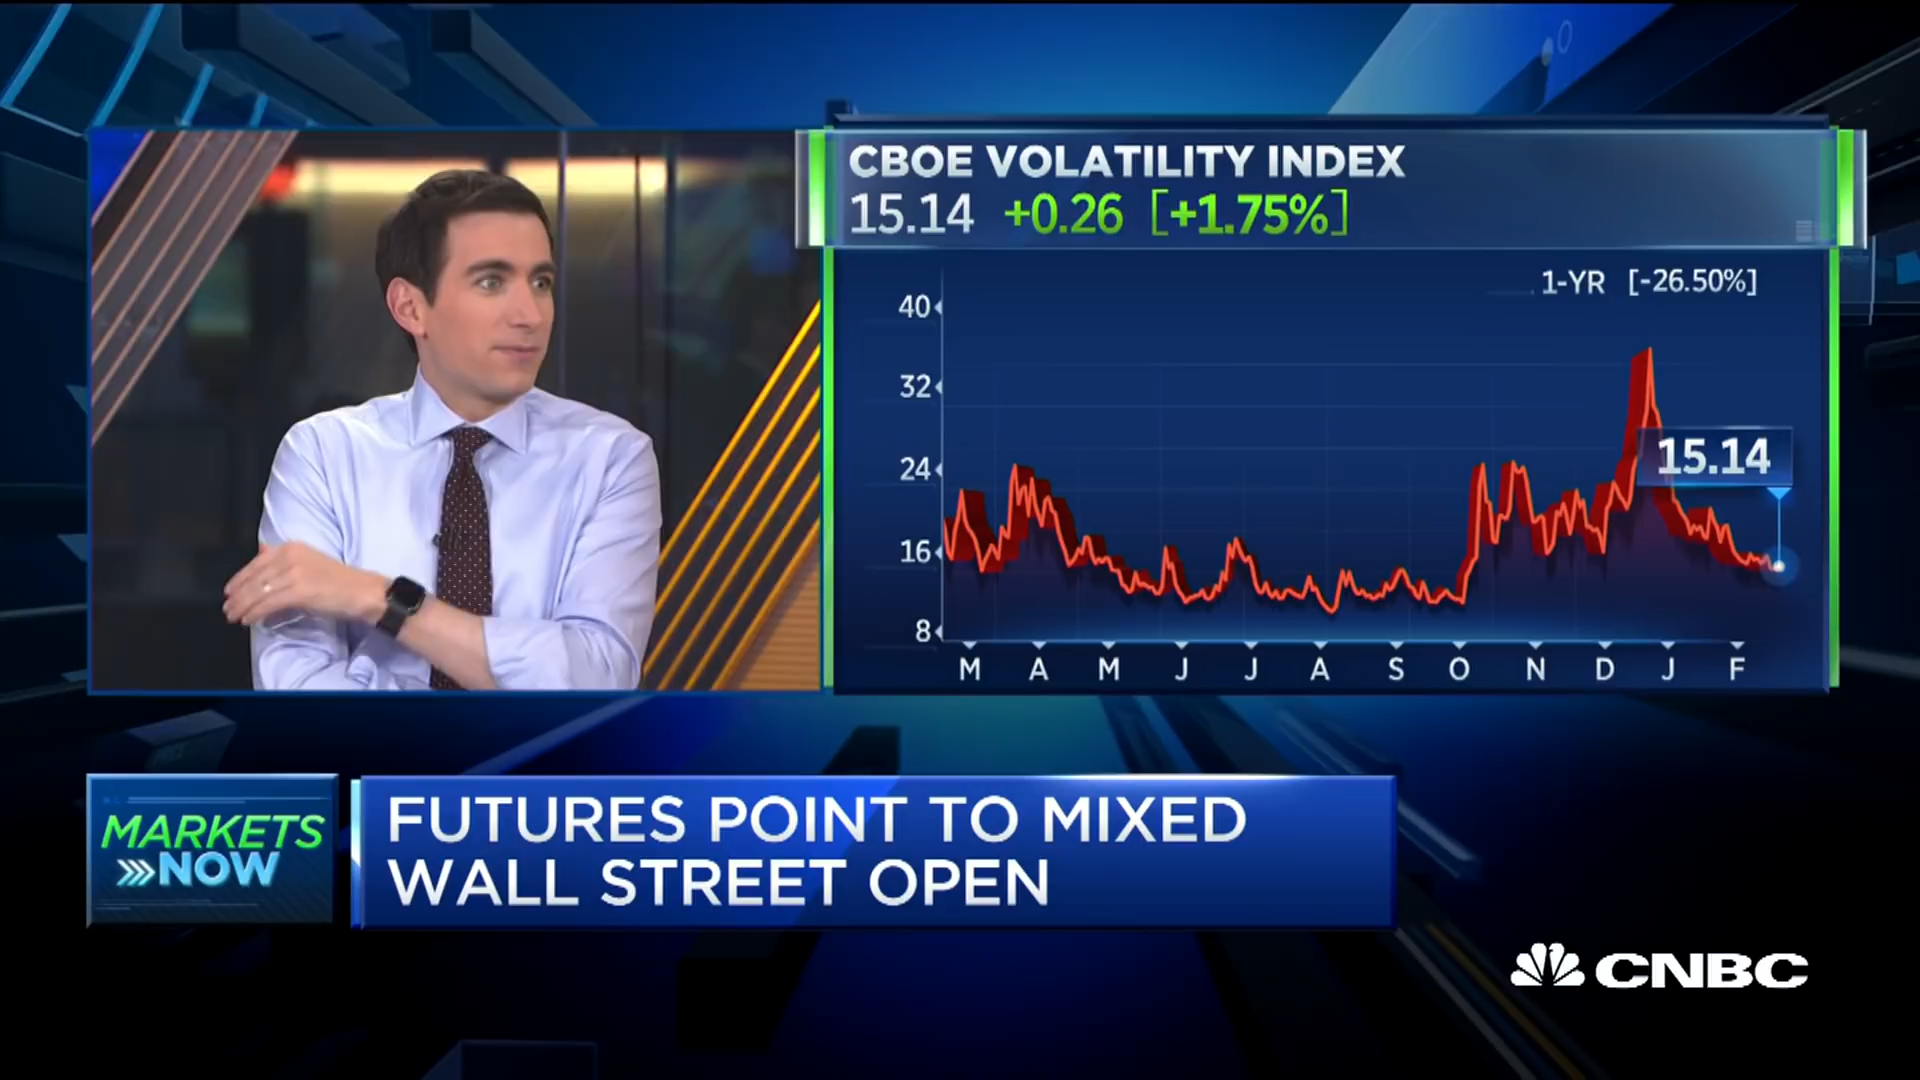 CBOE VOLATILITY INDEX
15.14 +0.26 [+1.75%]
1-YR [-26.50%]
40
32
24
16
8
15.14
M A M J J A S O N D J F
MARKETS
NOW
FUTURES POINT TO MIXED
WALL STREET OPEN
CNBC